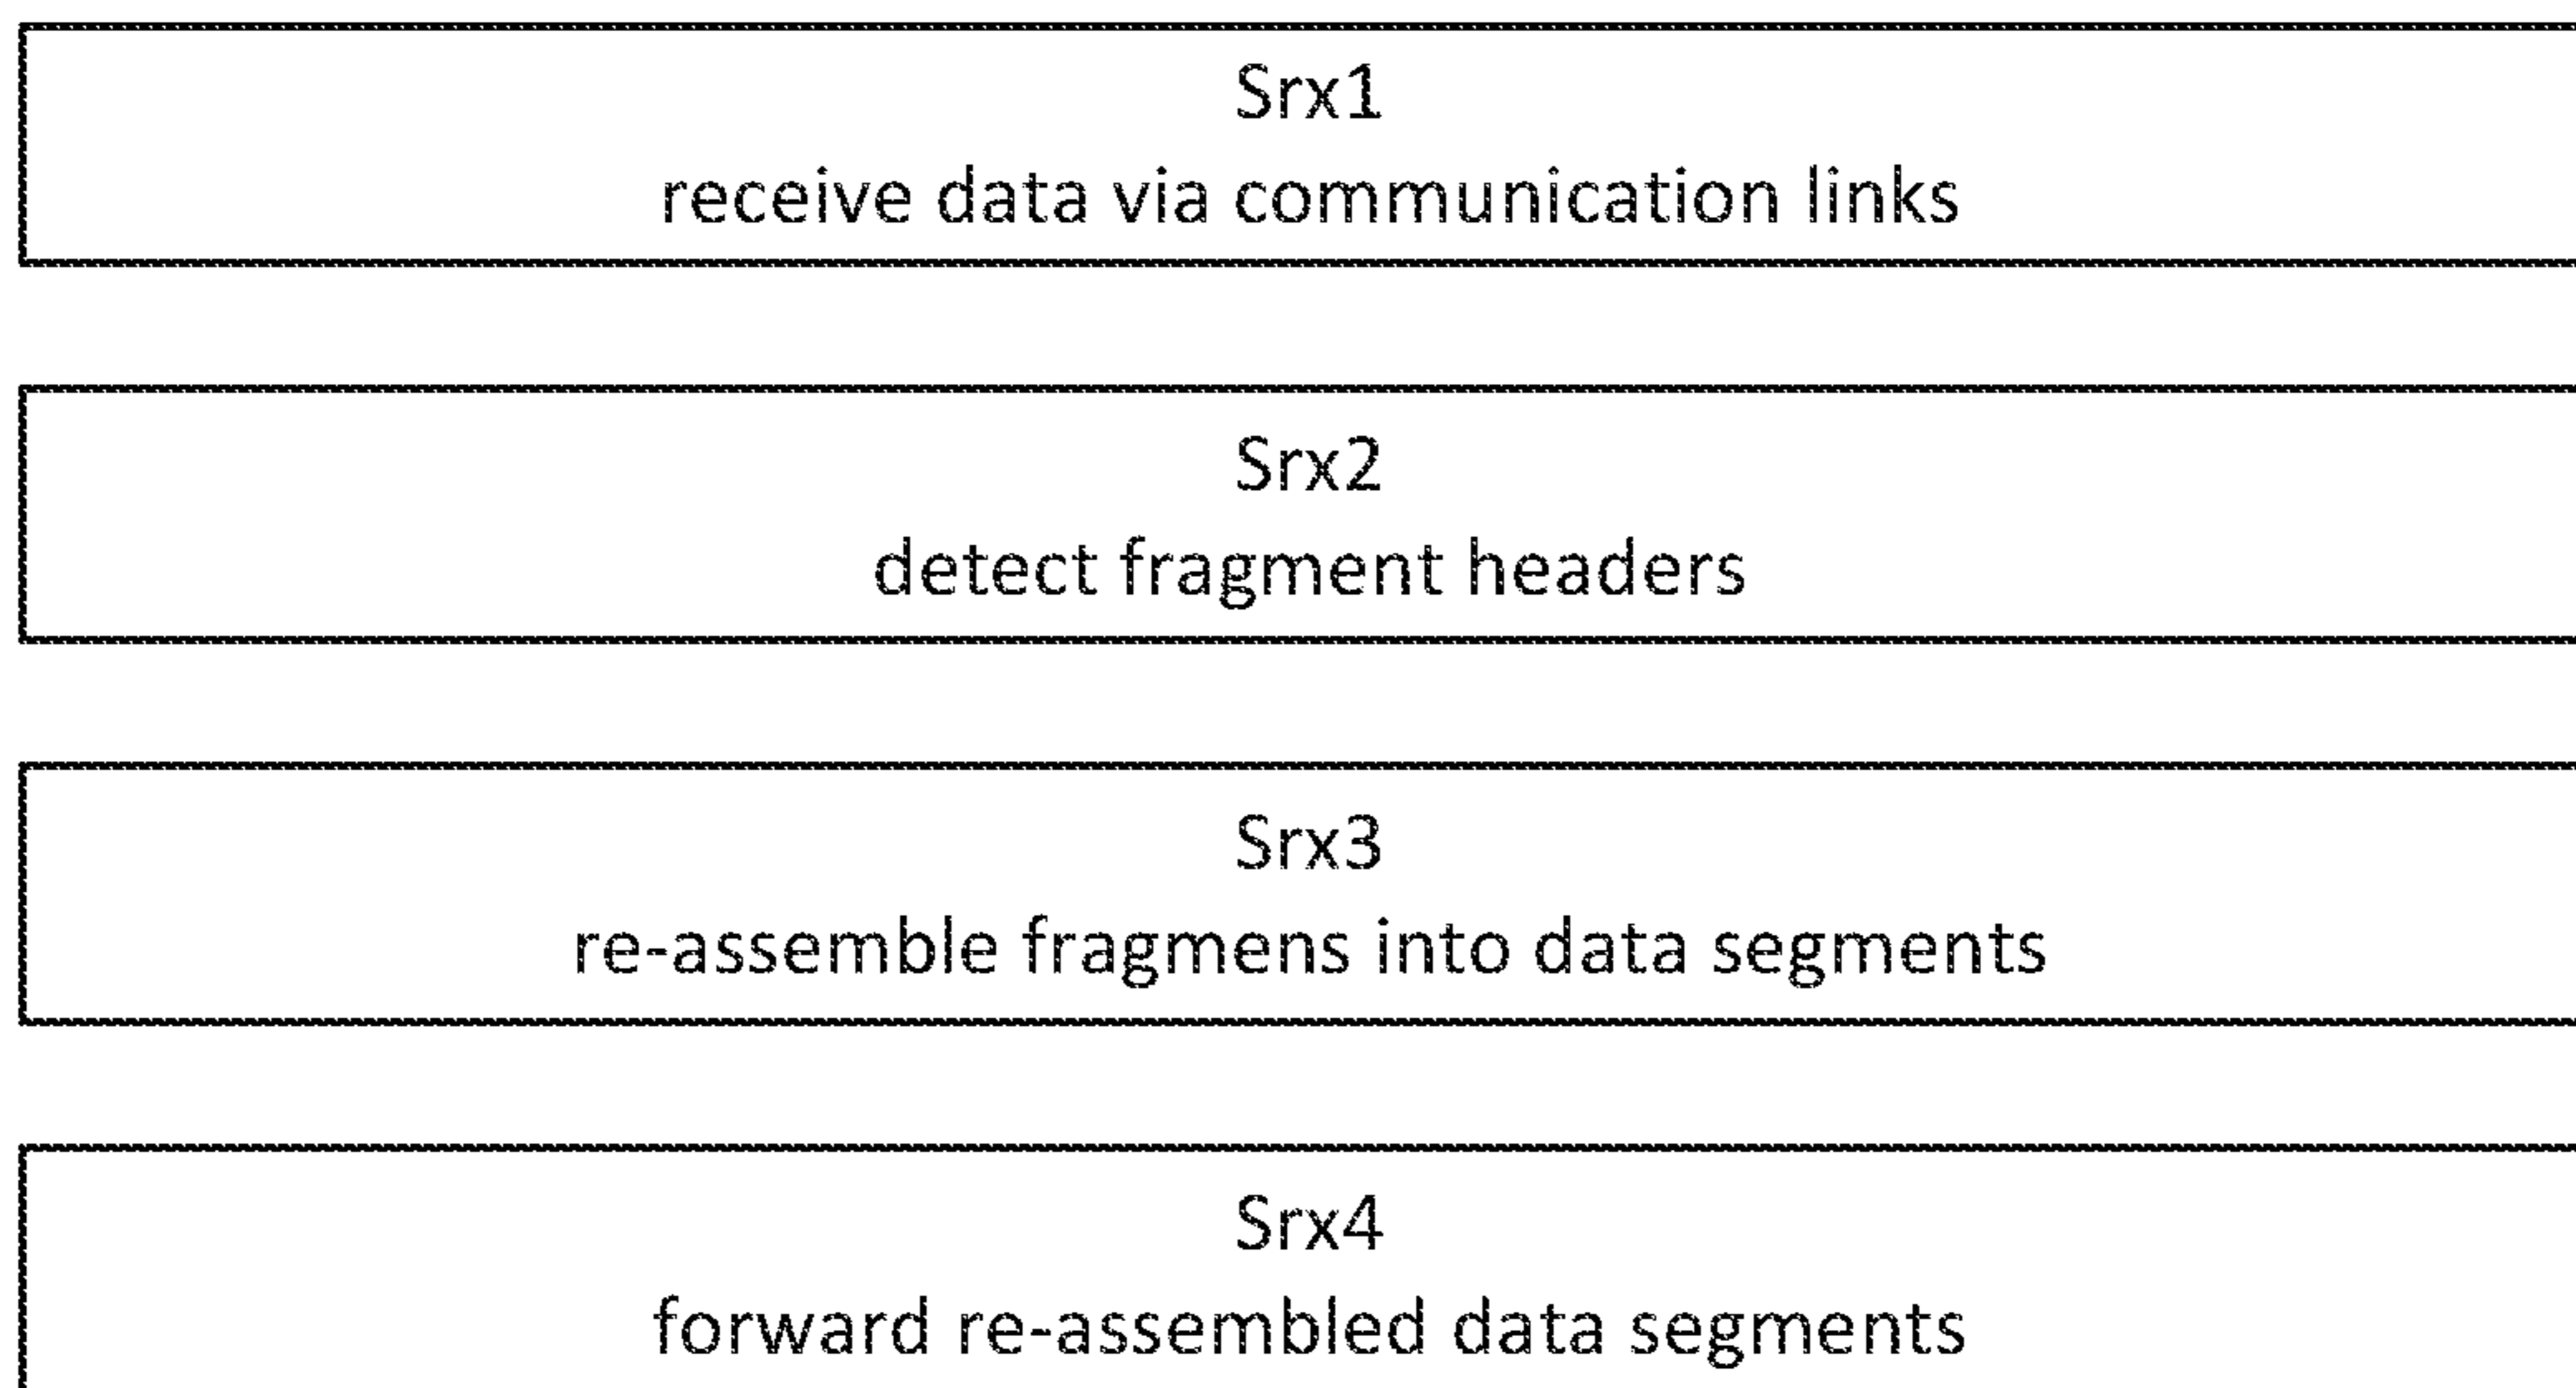 Srx1
receive data via communication links
Srx2
detect fragment headers
Srx3
re-assemble fragmens into data segments
Srx4
forward re-assembled data segments